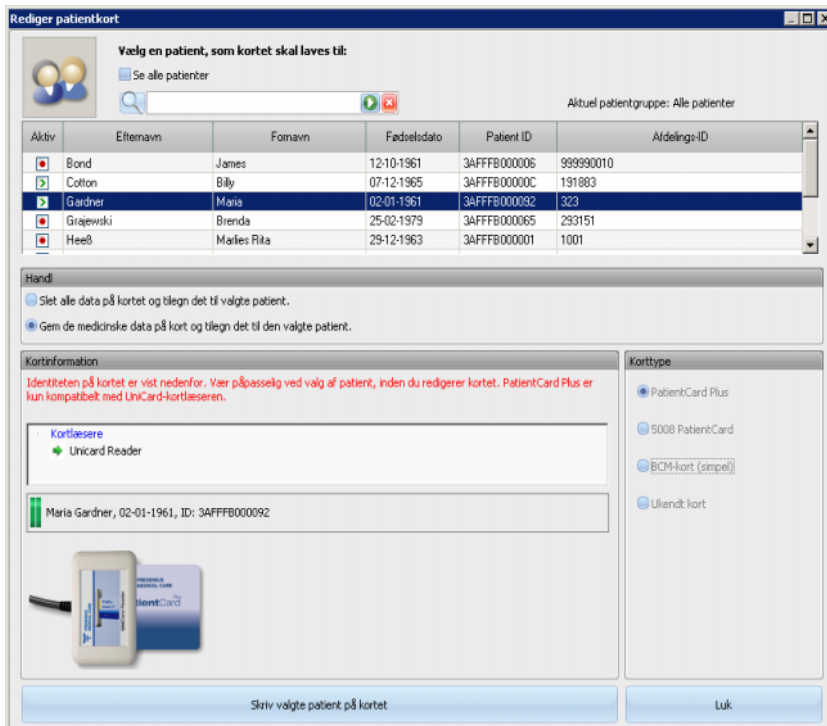 Rediger patientkort
Vælg en patient, som kortet skal laves til:
Se alle patienter
Aktuel patientgruppe: Alle patienter
Aktiv Efternavn Fornavn Fødselsdato Patient ID Afdelings-ID
Bond James 12-10-1961 3AFFFB000006 999990010
Cotton Billy 07-12-1965 3AFFFB00000C 191883
Gardner Maria 02-01-1961 3AFFFB000092 323
Grajewski Brenda 25-02-1979 3AFFFB000065 293151
Heeß Marlies Rita 29-12-1963 3AFFFB000001 1001
Handl
Slet alle data på kortet og tilegn det til valgte patient.
Gem de medicinske data på kort og tilegn det til den valgte patient.
Kortinformation
Identiteten på kortet er vist nedenfor. Vær påpasselig ved valg af patient, inden du redigerer kortet. PatientCard Plus er
kun kompatibelt med UniCard-kortlæseren.
Kortlæsere
Unicard Reader
Maria Gardner, 02-01-1961, ID: 3AFFFB000092
FRESENIUS
MEDICAL CARE
tientCard
Plus
UniCard Reader
Korttype
PatientCard Plus
5008 PatientCard
BCM-kort (simpel)
Ukendt kort
Skriv valgte patient på kortet
Luk